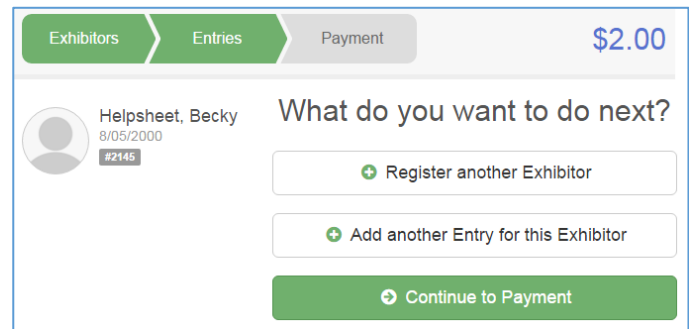 Exhibitors
Entries
Payment
$2.00
Helpsheet, Becky
8/05/2000
#2145
What do you want to do next?
Register another Exhibitor
Add another Entry for this Exhibitor
Continue to Payment